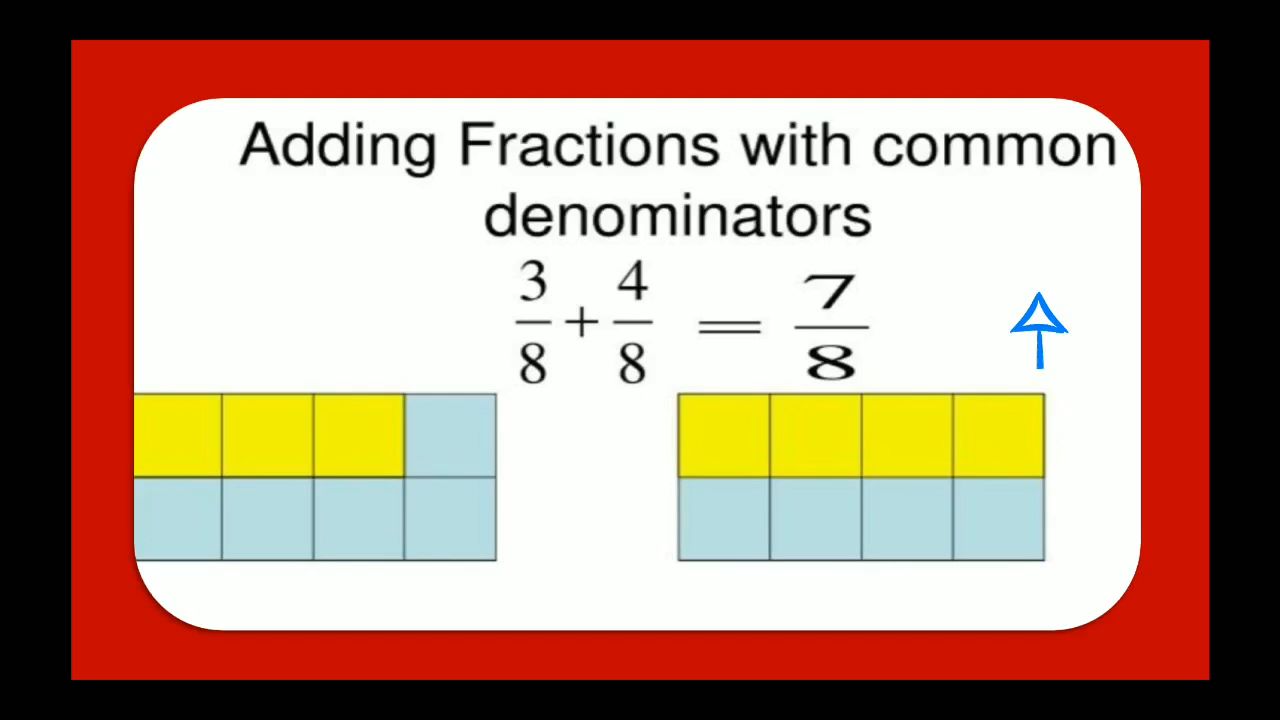 Adding Fractions with common
denominators
3/8 + 4/8 = 7/8